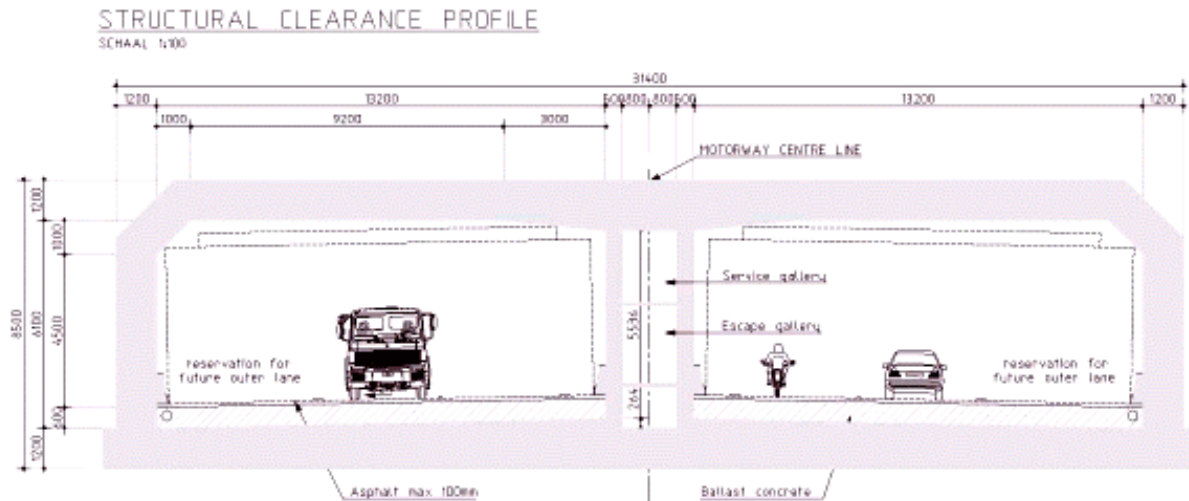 STRUCTURAL CLEARANCE PROFILE
SCHAAL 1:100
31400
1200 13200 500 800 800 500 13200 1200
1000 9200 3000
MOTORWAY CENTRE LINE
8500
1200
6100
1200
1000
4500
600
Service gallery
Escape gallery
5536
264
reservation for
future outer lane
reservation for
future outer lane
Asphalt max 100mm
Ballast concrete